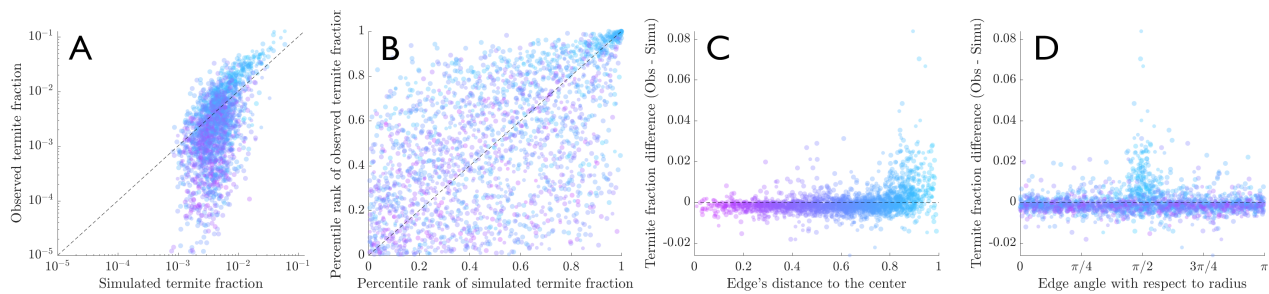 A
10⁻¹
10⁻²
10⁻³
10⁻⁴
10⁻⁵
10⁻⁵ 10⁻⁴ 10⁻³ 10⁻² 10⁻¹
Observed termite fraction
Simulated termite fraction
B
1
0.8
0.6
0.4
0.2
0
0 0.2 0.4 0.6 0.8 1
Percentile rank of observed termite fraction
Percentile rank of simulated termite fraction
C
0.08
0.06
0.04
0.02
0
-0.02
0 0.2 0.4 0.6 0.8 1
Termite fraction difference (Obs - Simu)
Edge's distance to the center
D
0.08
0.06
0.04
0.02
0
-0.02
0 π/4 π/2 3π/4 π
Termite fraction difference (Obs - Simu)
Edge angle with respect to radius